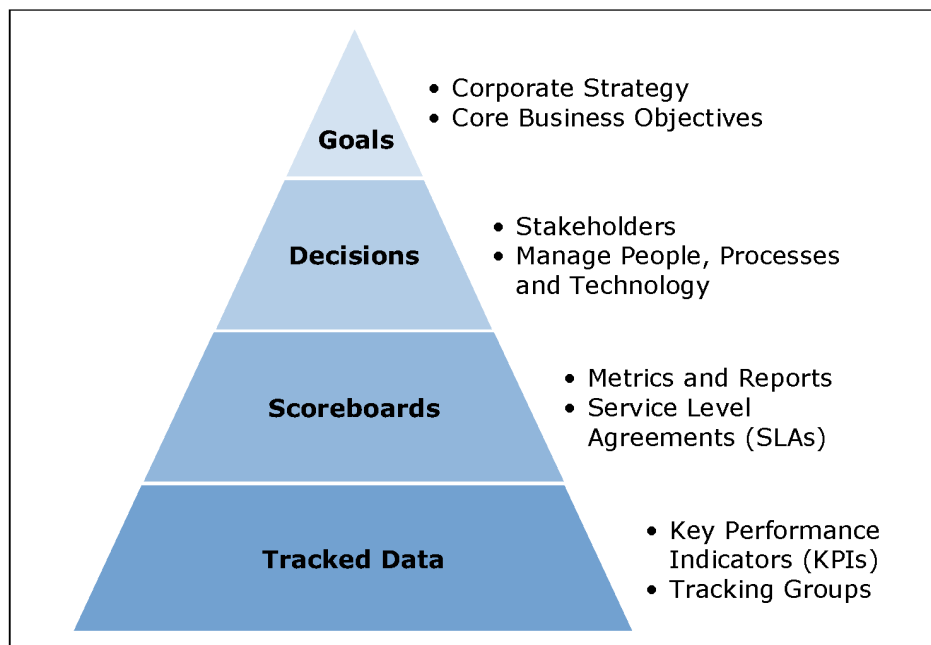 Goals
• Corporate Strategy
• Core Business Objectives
Decisions
• Stakeholders
• Manage People, Processes
and Technology
Scoreboards
• Metrics and Reports
• Service Level
Agreements (SLAs)
Tracked Data
• Key Performance
Indicators (KPIs)
• Tracking Groups